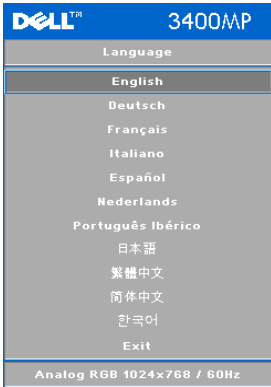 DELL™ 3400MP
Language
English
Deutsch
Français
Italiano
Español
Nederlands
Português Ibérico
日本語
繁體中文
简体中文
한국어
Exit
Analog RGB 1024x768 / 60Hz